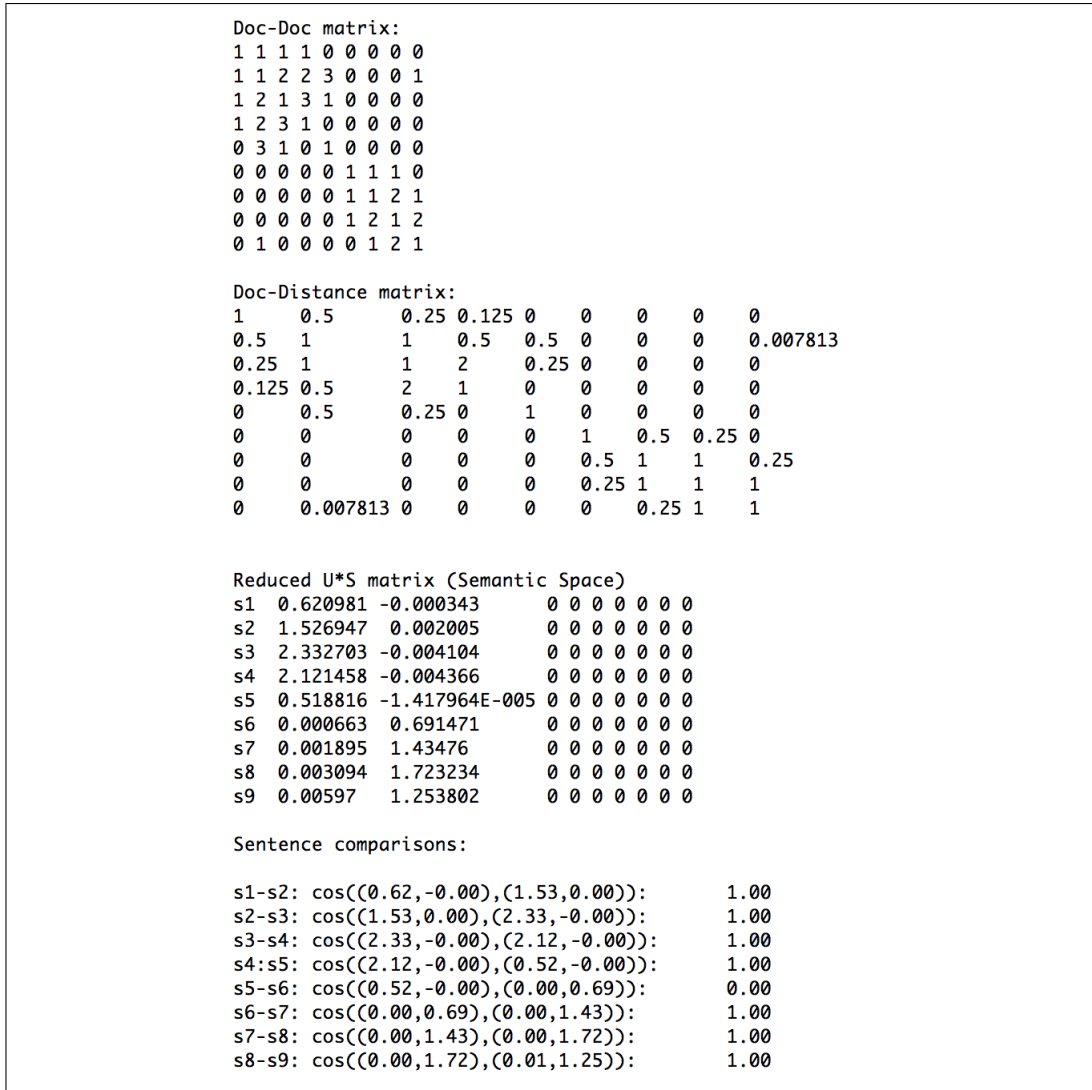 Doc-Doc matrix:
1 1 1 1 0 0 0 0 0
1 1 2 2 3 0 0 0 1
1 2 1 3 1 0 0 0 0
1 2 3 1 0 0 0 0 0
0 3 1 0 1 0 0 0 0
0 0 0 0 0 1 1 1 0
0 0 0 0 0 1 1 2 1
0 0 0 0 0 1 2 1 2
0 1 0 0 0 0 1 2 1
Doc-Distance matrix:
1 0.5 0.25 0.125 0 0 0 0 0
0.5 1 1 0.5 0.5 0 0 0 0.007813
0.25 1 1 2 0.25 0 0 0 0
0.125 0.5 2 1 0 0 0 0 0
0 0.5 0.25 0 1 0 0 0 0
0 0 0 0 0 1 0.5 0.25 0
0 0 0 0 0 0.5 1 1 0.25
0 0 0 0 0 0.25 1 1 1
0 0.007813 0 0 0 0 0.25 1 1
Reduced U*S matrix (Semantic Space)
s1 0.620981 -0.000343 0 0 0 0 0 0 0
s2 1.526947 0.002005 0 0 0 0 0 0 0
s3 2.332703 -0.004104 0 0 0 0 0 0 0
s4 2.121458 -0.004366 0 0 0 0 0 0 0
s5 0.518816 -1.417964E-005 0 0 0 0 0 0 0
s6 0.000663 0.691471 0 0 0 0 0 0 0
s7 0.001895 1.43476 0 0 0 0 0 0 0
s8 0.003094 1.723234 0 0 0 0 0 0 0
s9 0.00597 1.253802 0 0 0 0 0 0 0
Sentence comparisons:
s1-s2: cos((0.62,-0.00),(1.53,0.00)): 1.00
s2-s3: cos((1.53,0.00),(2.33,-0.00)): 1.00
s3-s4: cos((2.33,-0.00),(2.12,-0.00)): 1.00
s4:s5: cos((2.12,-0.00),(0.52,-0.00)): 1.00
s5-s6: cos((0.52,-0.00),(0.00,0.69)): 0.00
s6-s7: cos((0.00,0.69),(0.00,1.43)): 1.00
s7-s8: cos((0.00,1.43),(0.00,1.72)): 1.00
s8-s9: cos((0.00,1.72),(0.01,1.25)): 1.00